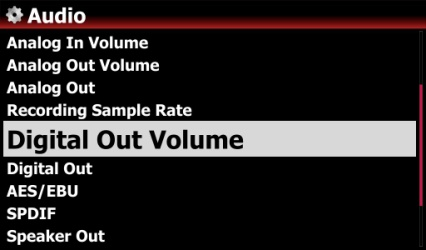 Audio
Analog In Volume
Analog Out Volume
Analog Out
Recording Sample Rate
Digital Out Volume
Digital Out
AES/EBU
SPDIF
Speaker Out